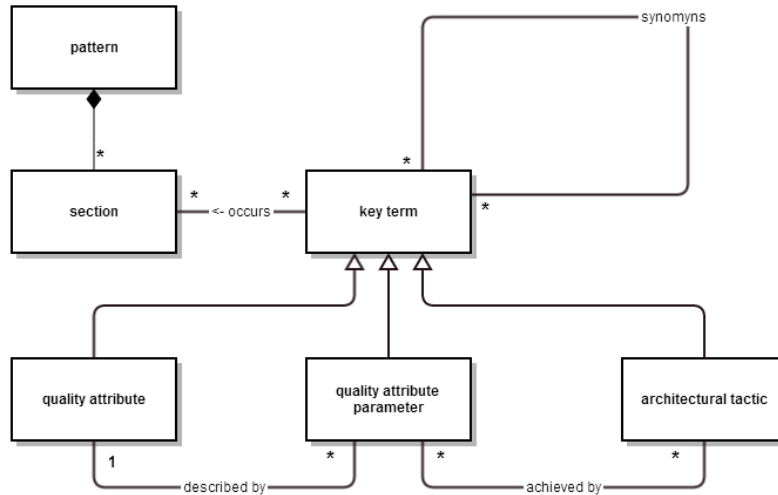 pattern
synomyns
*
*
section
*
<- occurs
*
key term
*
quality attribute
quality attribute
parameter
architectural tactic
1
described by
*
*
achieved by
*